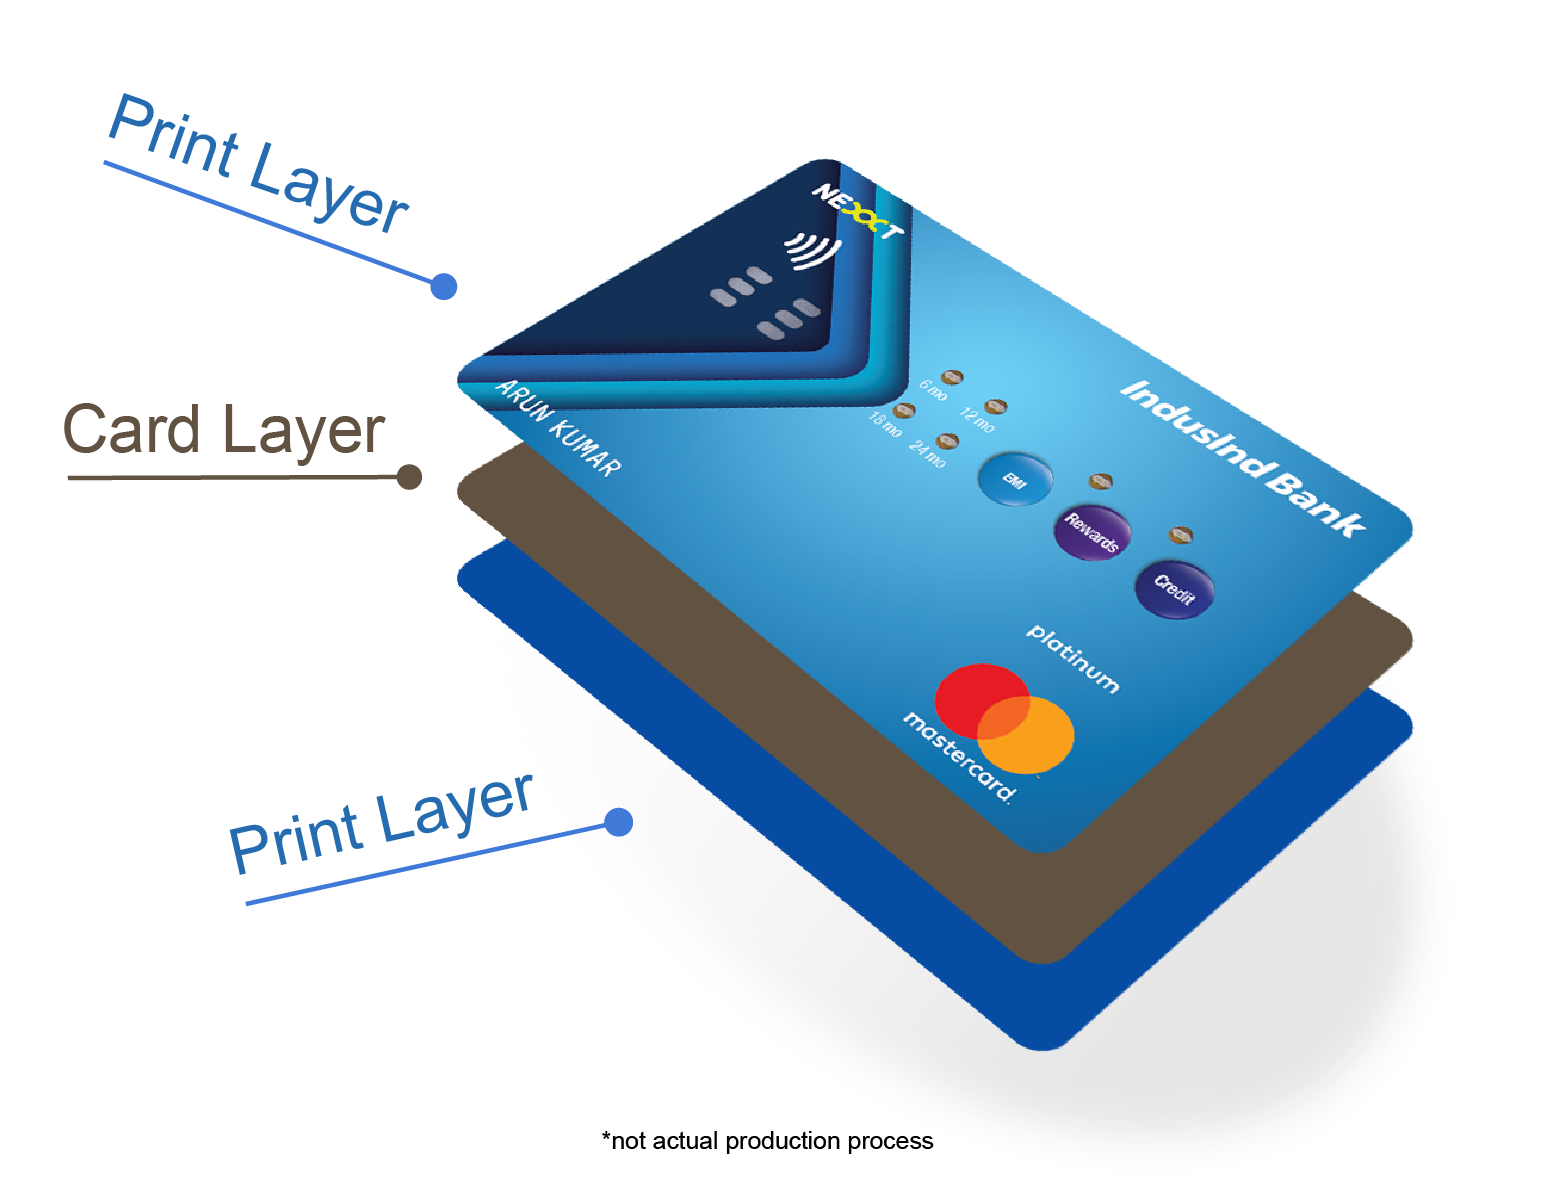 Print Layer
NEXXT
Card Layer
ARUN KUMAR
6 mo
12 mo
18 mo
24 mo
IndusInd Bank
EMI
Rewards
Credit
platinum
mastercard.
Print Layer
*not actual production process